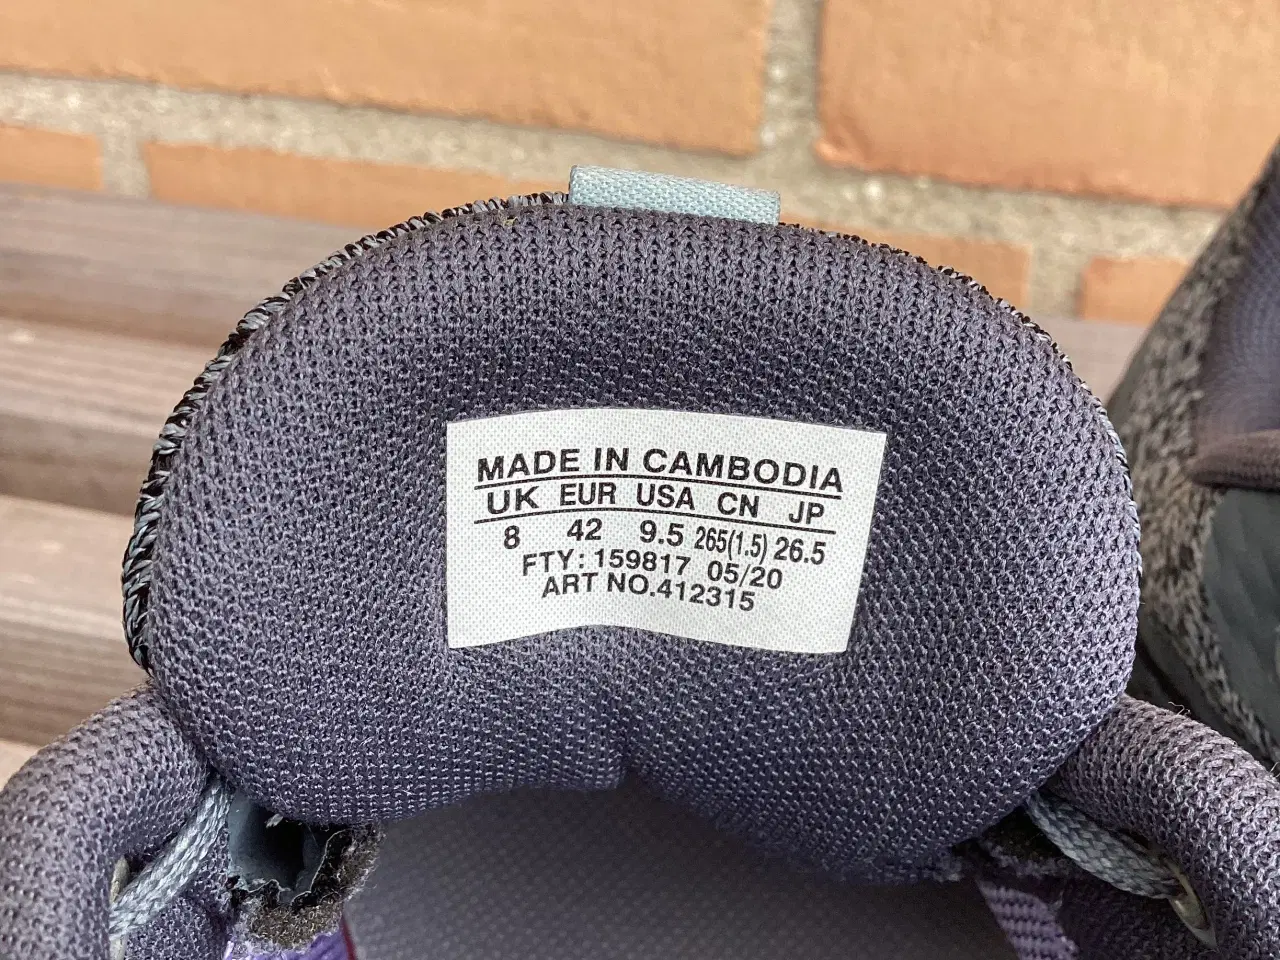 MADE IN CAMBODIA
UK EUR USA CN JP
8 42 9.5 265(1.5) 26.5
FTY: 159817 05/20
ART NO.412315